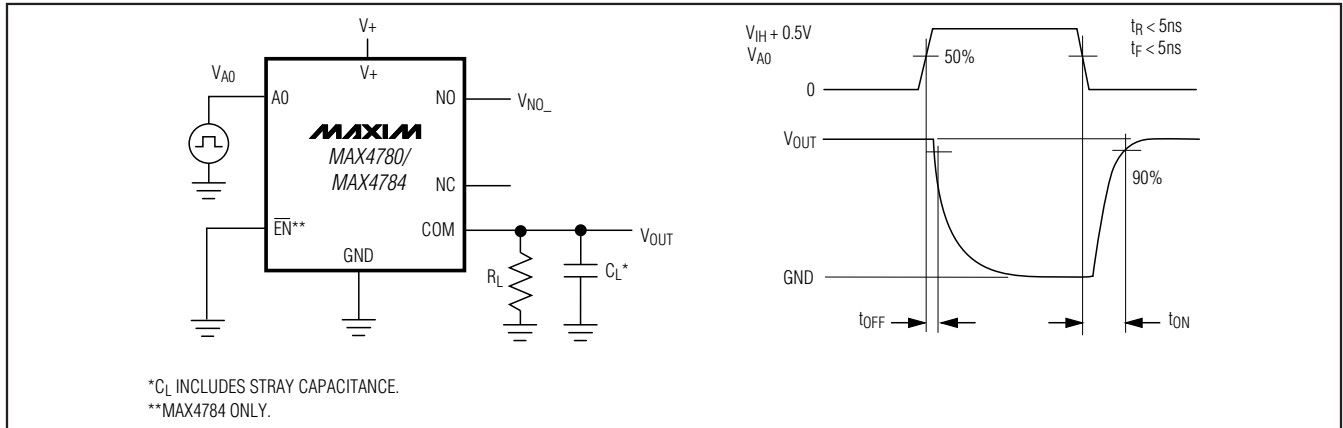 V+
V+
VA0
A0
NO
VNO_
MAXIM
MAX4780/
MAX4784
NC
EN**
COM
VOUT
GND
RL
CL*
*CL INCLUDES STRAY CAPACITANCE.
**MAX4784 ONLY.
VIH + 0.5V
VA0
0
50%
tR < 5ns
tF < 5ns
VOUT
90%
GND
tOFF
tON